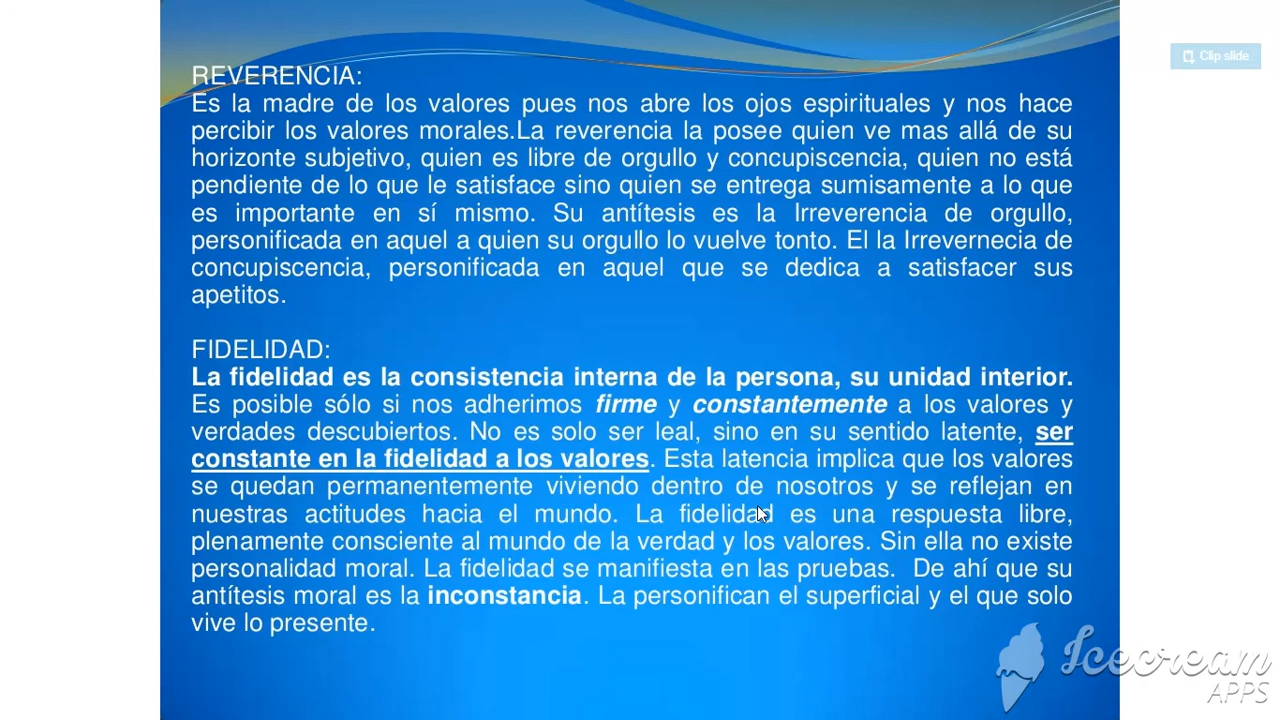 Clip slide
REVERENCIA:
Es la madre de los valores pues nos abre los ojos espirituales y nos hace
percibir los valores morales.La reverencia la posee quien ve mas allá de su
horizonte subjetivo, quien es libre de orgullo y concupiscencia, quien no está
pendiente de lo que le satisface sino quien se entrega sumisamente a lo que
es importante en sí mismo. Su antítesis es la Irreverencia de orgullo,
personificada en aquel a quien su orgullo lo vuelve tonto. El la Irrevernecia de
concupiscencia, personificada en aquel que se dedica a satisfacer sus
apetitos.
FIDELIDAD:
La fidelidad es la consistencia interna de la persona, su unidad interior.
Es posible sólo si nos adherimos firme y constantemente a los valores y
verdades descubiertos. No es solo ser leal, sino en su sentido latente, ser
constante en la fidelidad a los valores. Esta latencia implica que los valores
se quedan permanentemente viviendo dentro de nosotros y se reflejan en
nuestras actitudes hacia el mundo. La fidelidad es una respuesta libre,
plenamente consciente al mundo de la verdad y los valores. Sin ella no existe
personalidad moral. La fidelidad se manifiesta en las pruebas. De ahí que su
antítesis moral es la inconstancia. La personifican el superficial y el que solo
vive lo presente.
Icecream
APPS